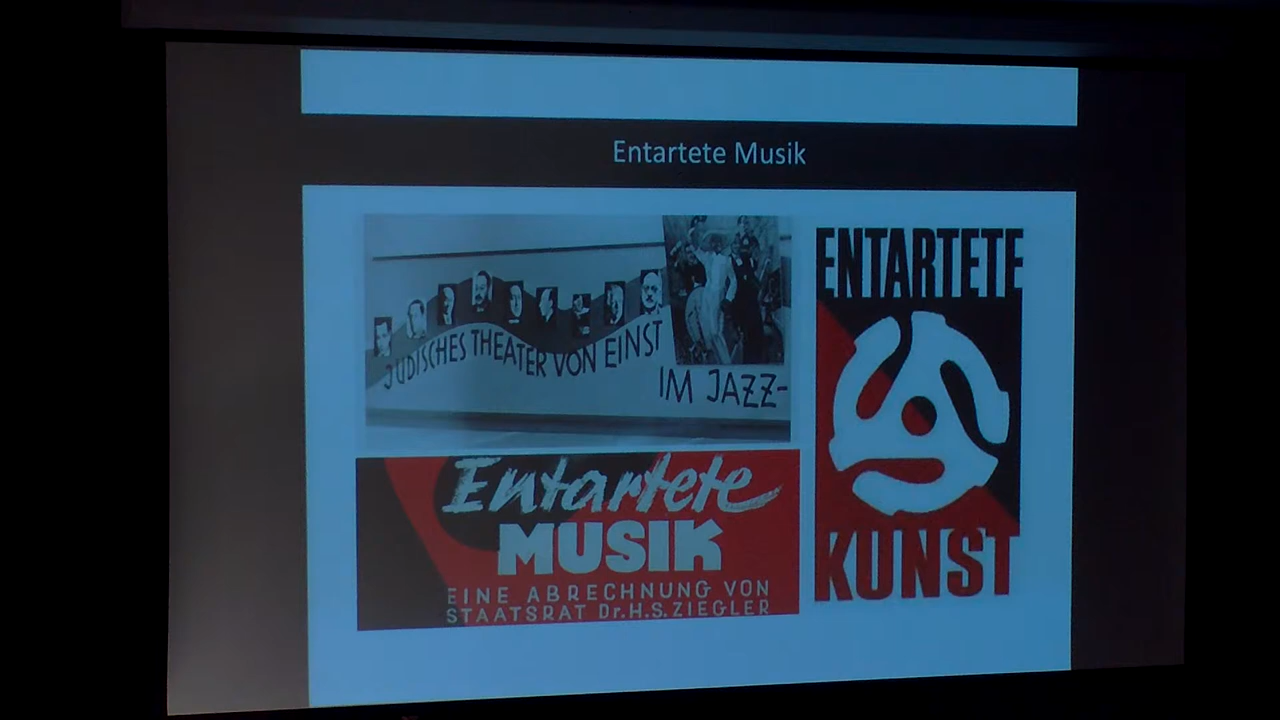 Entartete Musik
JÜDISCHES THEATER VON EINST
IM JAZZ-
Entartete
MUSIK
EINE ABRECHNUNG VON
STAATSRAT Dr. H.S. ZIEGLER
ENTARTETE
KUNST